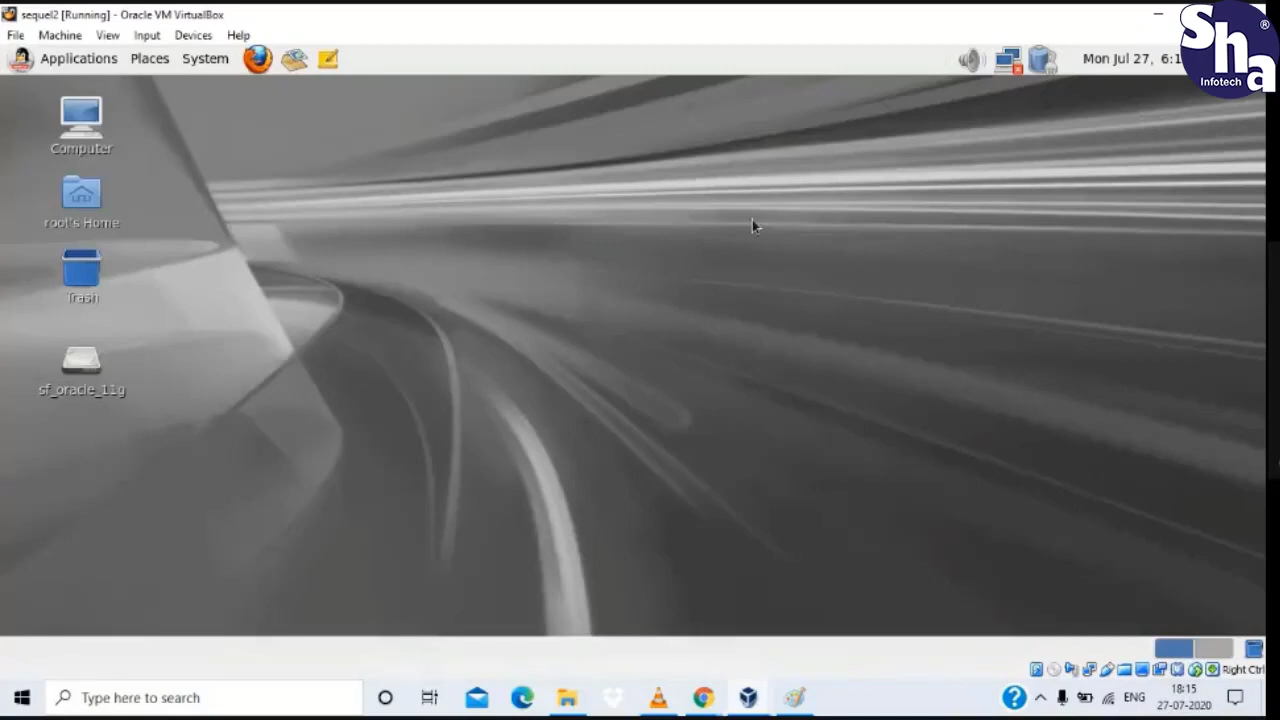 sequel2 [Running] - Oracle VM VirtualBox
File Machine View Input Devices Help
Applications Places System
Mon Jul 27, 6:1
Sha
®
Infotech
Computer
root's Home
Trash
sf_oracle_11g
Right Ctrl
Type here to search
ENG
18:15
27-07-2020